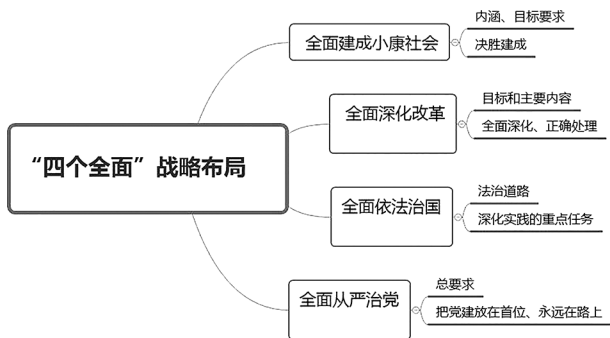 “四个全面”战略布局
全面建成小康社会
内涵、目标要求
决胜建成
全面深化改革
目标和主要内容
全面深化、正确处理
全面依法治国
法治道路
深化实践的重点任务
全面从严治党
总要求
把党建放在首位、永远在路上